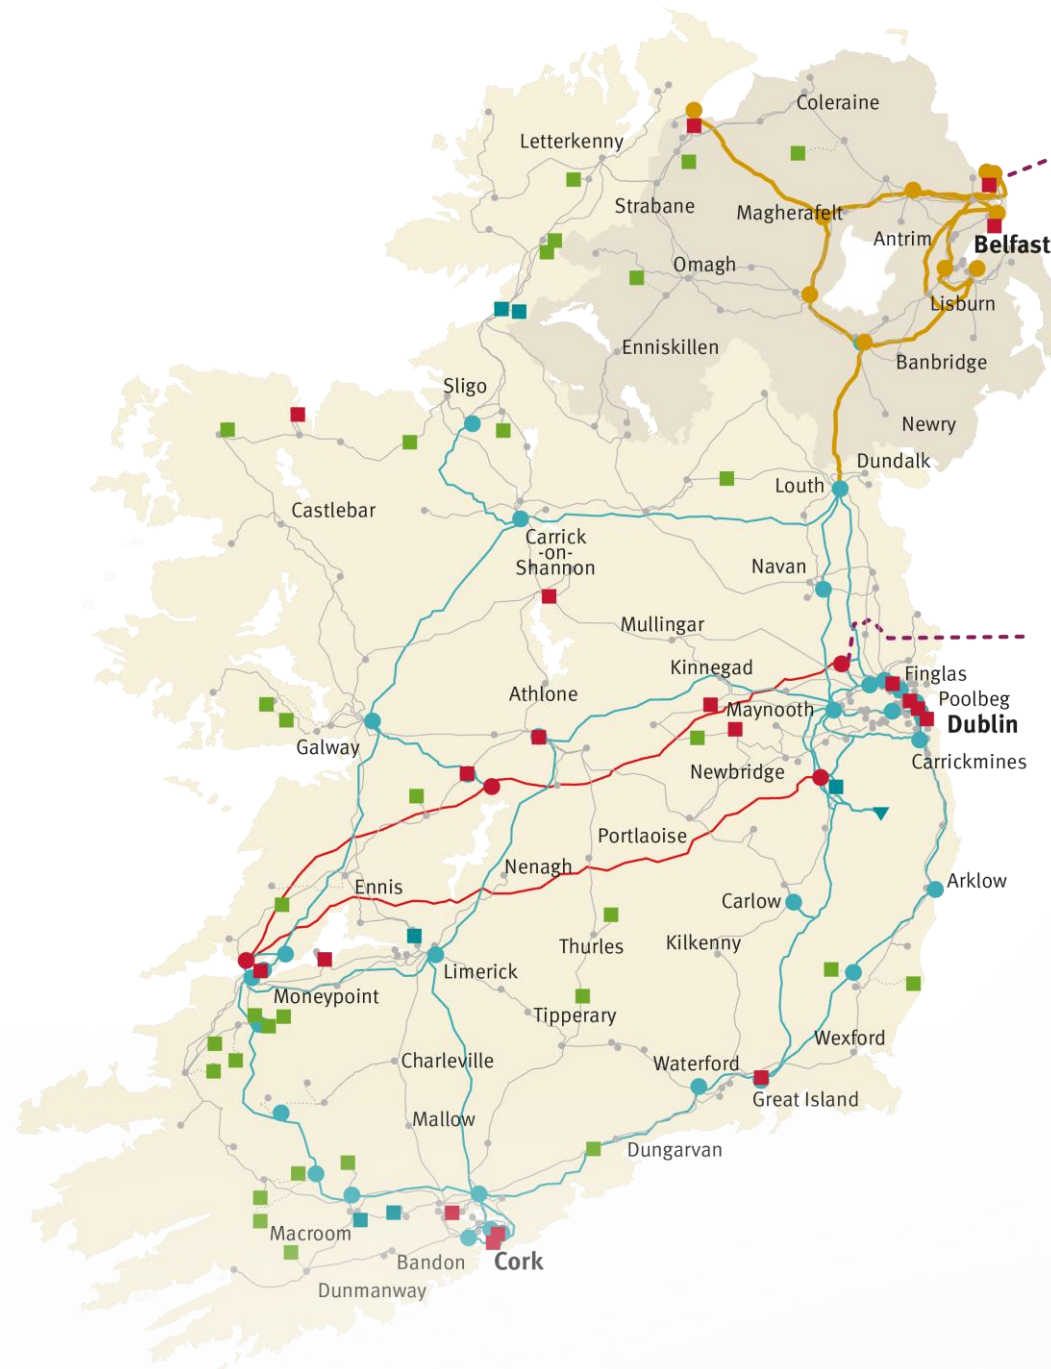 Coleraine
Letterkenny
Strabane
Magherafelt
Antrim
Belfast
Omagh
Lisburn
Enniskillen
Banbridge
Sligo
Newry
Dundalk
Louth
Castlebar
Carrick
-on-
Shannon
Navan
Mullingar
Kinnegad
Finglas
Athlone
Poolbeg
Maynooth
Dublin
Galway
Carrickmines
Newbridge
Portlaoise
Nenagh
Ennis
Arklow
Carlow
Thurles
Kilkenny
Limerick
Moneypoint
Tipperary
Wexford
Charleville
Waterford
Great Island
Mallow
Dungarvan
Macroom
Bandon
Cork
Dunmanway